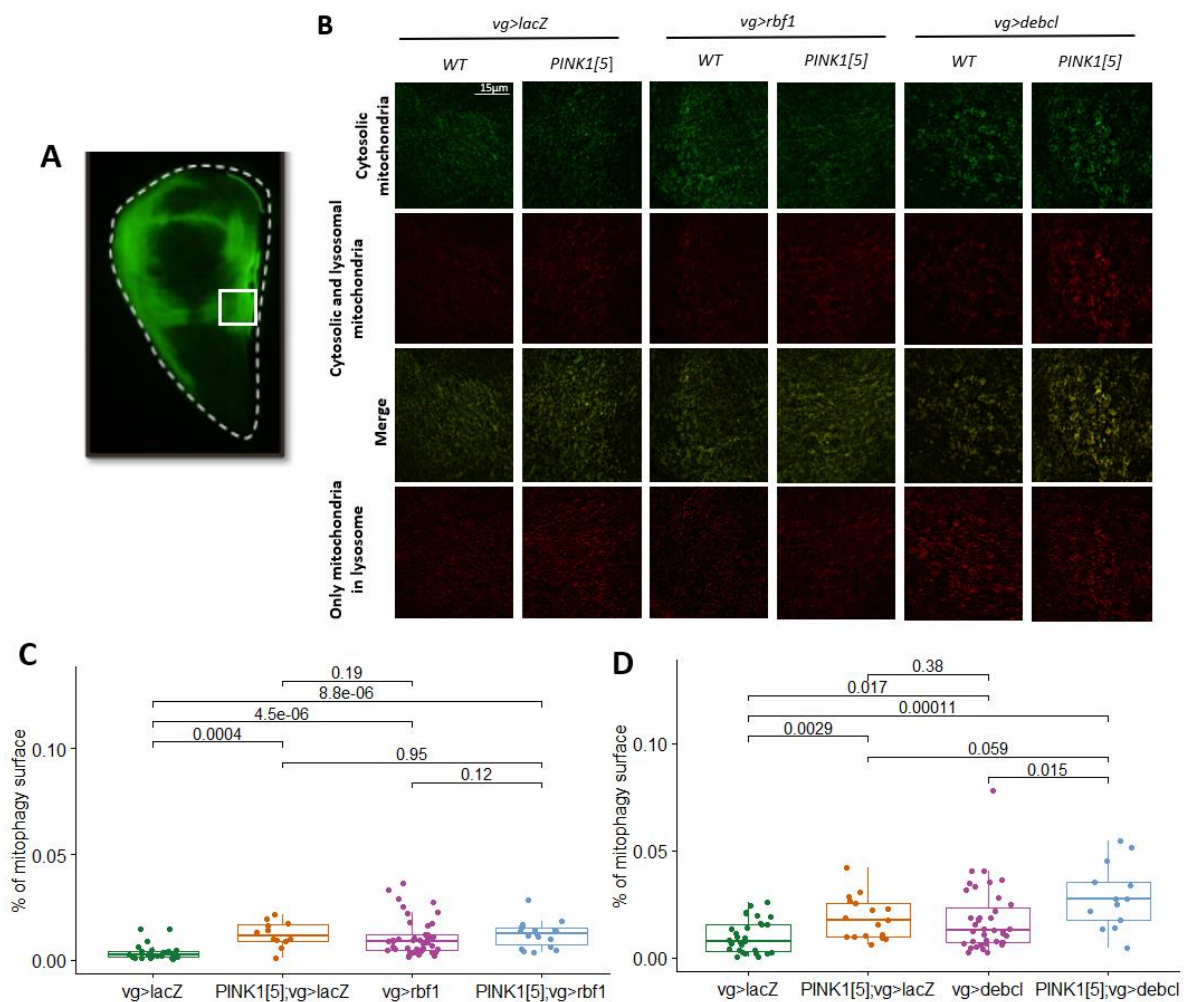 B
vg>lacZ
vg>rbf1
vg>debcl
WT
PINK1[5]
WT
PINK1[5]
WT
PINK1[5]
15µm
A
Cytosolic
mitochondria
Cytosolic and lysosomal
mitochondria
Merge
Only mitochondria
in lysosome
C
0.19
8.8e-06
4.5e-06
0.0004
0.95
0.12
% of mitophagy surface
0.10
0.05
0.00
vg>lacZ
PINK1[5];vg>lacZ
vg>rbf1
PINK1[5];vg>rbf1
D
0.38
0.017
0.00011
0.0029
0.059
0.015
% of mitophagy surface
0.10
0.05
0.00
vg>lacZ
PINK1[5];vg>lacZ
vg>debcl
PINK1[5];vg>debcl